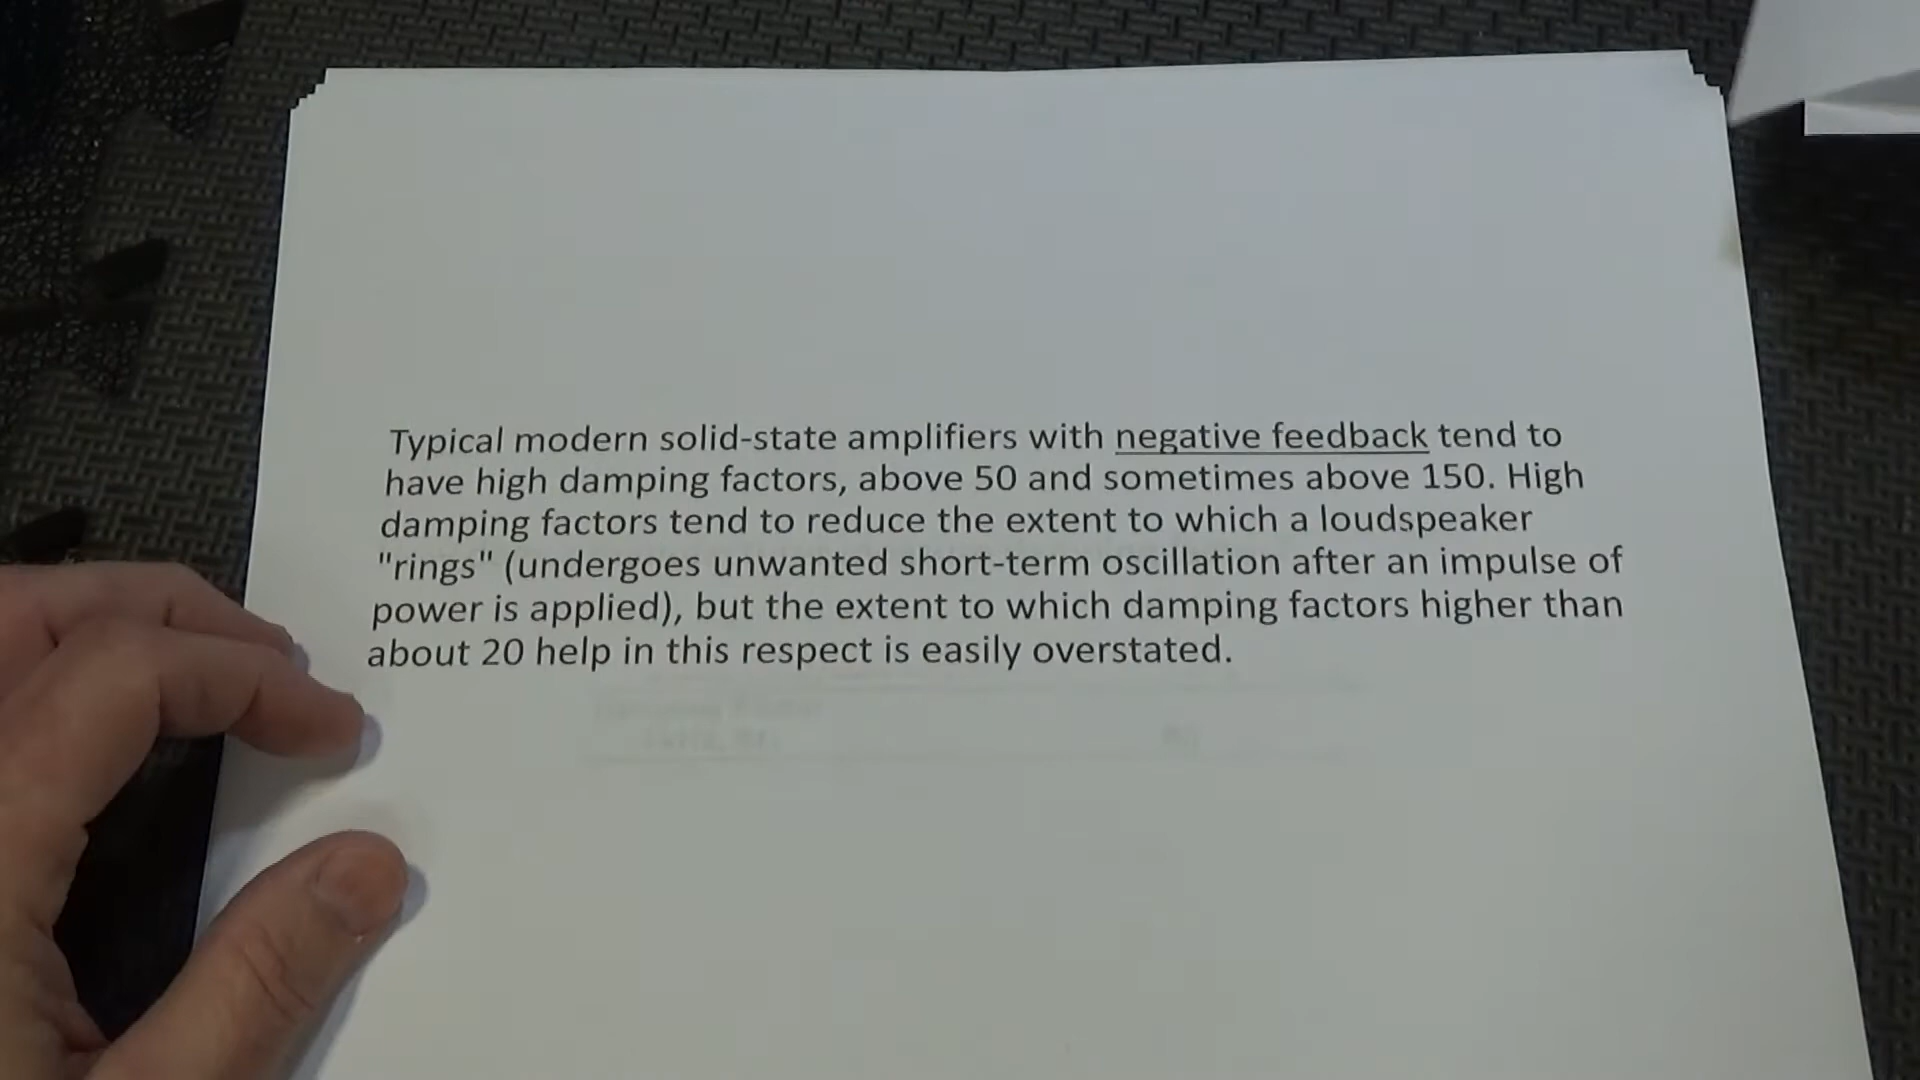 Typical modern solid-state amplifiers with negative feedback tend to
have high damping factors, above 50 and sometimes above 150. High
damping factors tend to reduce the extent to which a loudspeaker
"rings" (undergoes unwanted short-term oscillation after an impulse of
power is applied), but the extent to which damping factors higher than
about 20 help in this respect is easily overstated.